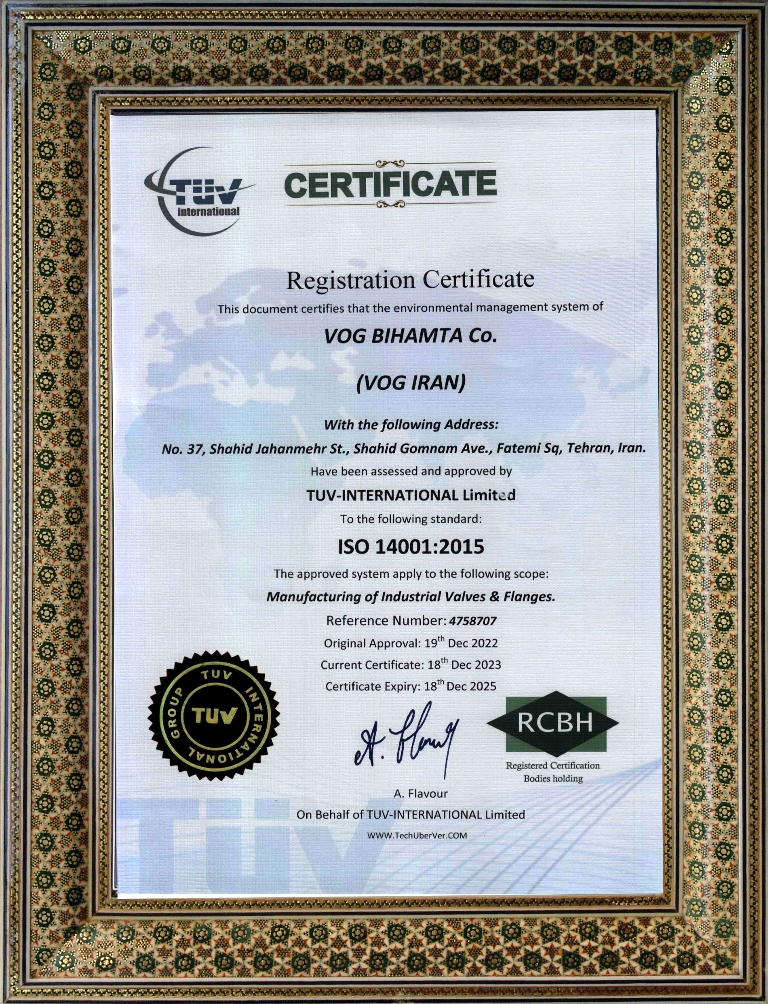 TÜV
international
CERTIFICATE
Registration Certificate
This document certifies that the environmental management system of
VOG BIHAMTA Co.
(VOG IRAN)
With the following Address:
No. 37, Shahid Jahanmehr St., Shahid Gomnam Ave., Fatemi Sq, Tehran, Iran.
Have been assessed and approved by
TUV-INTERNATIONAL Limited
To the following standard:
ISO 14001:2015
The approved system apply to the following scope:
Manufacturing of Industrial Valves & Flanges.
Reference Number: 4758707
Original Approval: 19th Dec 2022
Current Certificate: 18th Dec 2023
Certificate Expiry: 18th Dec 2025
GROUP TUV INTERNATIONAL
TUV
RCBH
Registered Certification
Bodies holding
A. Flavour
On Behalf of TUV-INTERNATIONAL Limited
WWW.TechUberVer.COM
TÜV